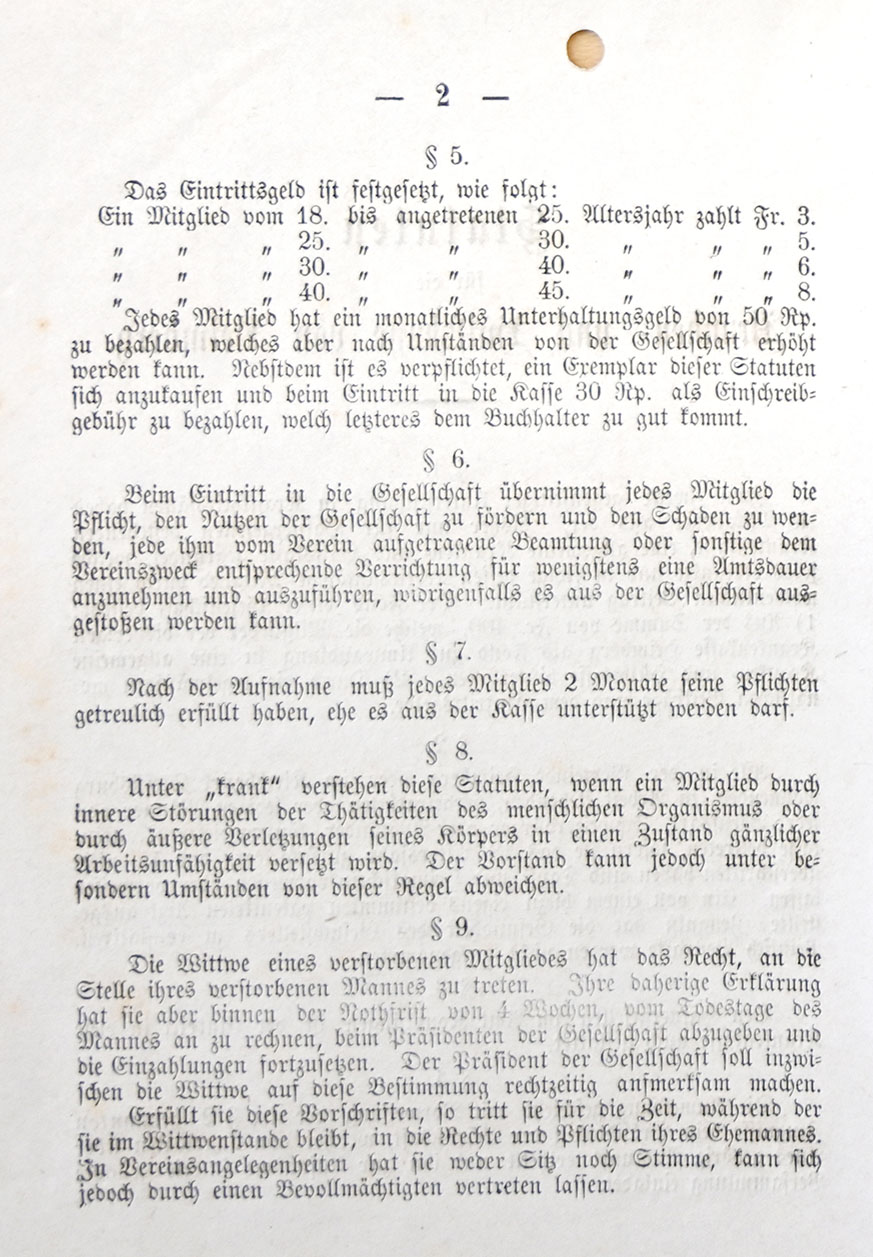 — 2 —
§ 5.
Das Eintrittsgeld ist festgesetzt, wie folgt:
Ein Mitglied vom 18. bis angetretenen 25. Altersjahr zahlt Fr. 3.
„ „ „ 25. „ „ 30. „ „ „ 5.
„ „ „ 30. „ „ 40. „ „ „ 6.
„ „ „ 40. „ „ 45. „ „ „ 8.
Jedes Mitglied hat ein monatliches Unterhaltungsgeld von 50 Rp.
zu bezahlen, welches aber nach Umständen von der Gesellschaft erhöht
werden kann. Nebstdem ist es verpflichtet, ein Exemplar dieser Statuten
sich anzukaufen und beim Eintritt in die Kasse 30 Rp. als Einschreib-
gebühr zu bezahlen, welch letzteres dem Buchhalter zu gut kommt.
§ 6.
Beim Eintritt in die Gesellschaft übernimmt jedes Mitglied die
Pflicht, den Nutzen der Gesellschaft zu fördern und den Schaden zu wen-
den, jede ihm vom Verein aufgetragene Beamtung oder sonstige dem
Vereinszweck entsprechende Verrichtung für wenigstens eine Amtsdauer
anzunehmen und auszuführen, widrigenfalls es aus der Gesellschaft aus-
gestoßen werden kann.
§ 7.
Nach der Aufnahme muß jedes Mitglied 2 Monate seine Pflichten
getreulich erfüllt haben, ehe es aus der Kasse unterstützt werden darf.
§ 8.
Unter „krank“ verstehen diese Statuten, wenn ein Mitglied durch
innere Störungen der Thätigkeiten des menschlichen Organismus oder
durch äußere Verletzungen seines Körpers in einen Zustand gänzlicher
Arbeitsunfähigkeit versetzt wird. Der Vorstand kann jedoch unter be-
sondern Umständen von dieser Regel abweichen.
§ 9.
Die Wittwe eines verstorbenen Mitgliedes hat das Recht, an die
Stelle ihres verstorbenen Mannes zu treten. Ihre daherige Erklärung
hat sie aber binnen der Nothfrist von 4 Wochen, vom Todestage des
Mannes an zu rechnen, beim Präsidenten der Gesellschaft abzugeben und
die Einzahlungen fortzusetzen. Der Präsident der Gesellschaft soll inzwi-
schen die Wittwe auf diese Bestimmung rechtzeitig aufmerksam machen.
Erfüllt sie diese Vorschriften, so tritt sie für die Zeit, während der
sie im Wittwenstande bleibt, in die Rechte und Pflichten ihres Ehemannes.
In Vereinsangelegenheiten hat sie weder Sitz noch Stimme, kann sich
jedoch durch einen Bevollmächtigten vertreten lassen.